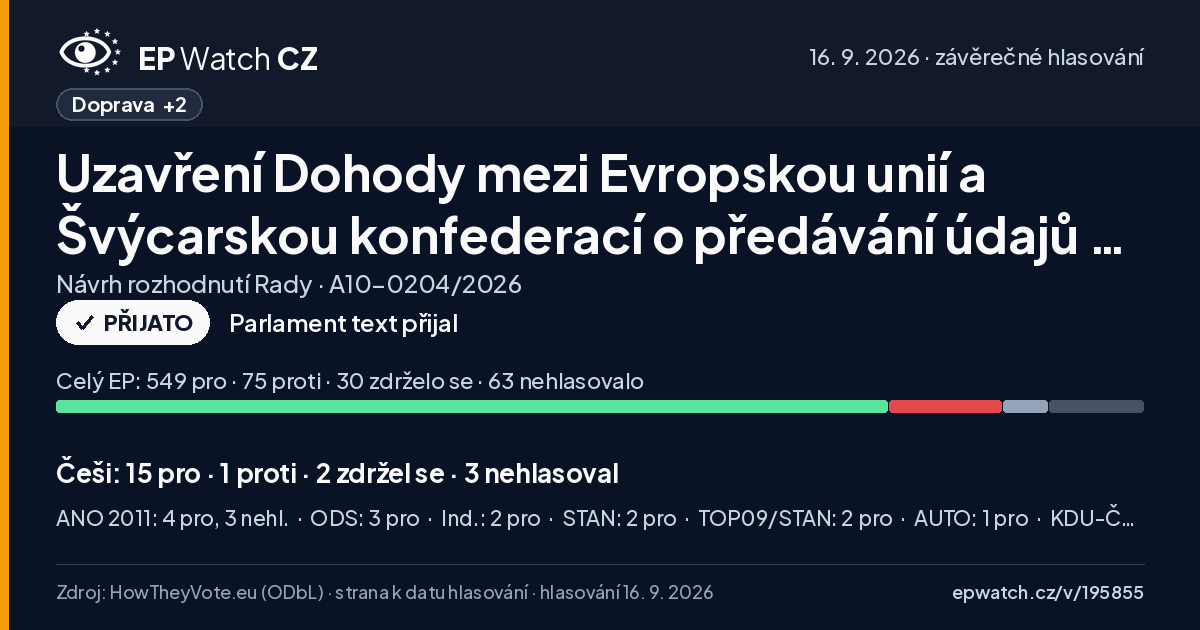 EP Watch CZ
16. 9. 2026 · závěrečné hlasování
Doprava +2
Uzavření Dohody mezi Evropskou unií a
Švýcarskou konfederací o předávání údajů ...
Návrh rozhodnutí Rady · A10–0204/2026
✓ PŘIJATO
Parlament text přijal
Celý EP: 549 pro · 75 proti · 30 zdrželo se · 63 nehlasovalo
Češi: 15 pro · 1 proti · 2 zdržel se · 3 nehlasoval
ANO 2011: 4 pro, 3 nehl. · ODS: 3 pro · Ind.: 2 pro · STAN: 2 pro · TOP09/STAN: 2 pro · AUTO: 1 pro · KDU-Č...
Zdroj: HowTheyVote.eu (ODbL) · strana k datu hlasování · hlasování 16. 9. 2026
epwatch.cz/v/195855